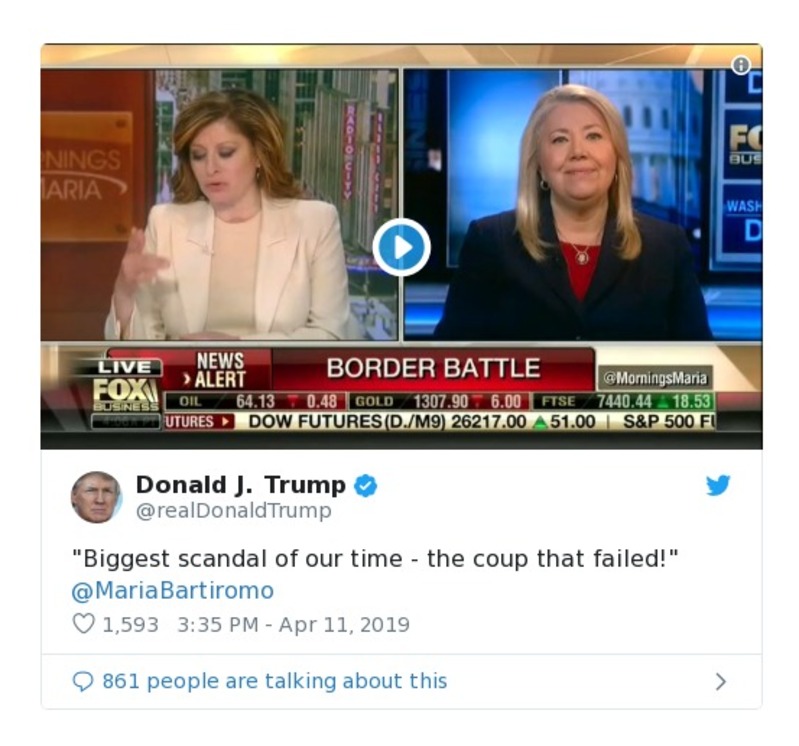 RNINGS
ARIA
RADIO CITY
FO
BUS
WASH
D
LIVE
NEWS
› ALERT
BORDER BATTLE
@MorningsMaria
FOX
BUSINESS
OIL 64.13 ▼ 0.48 GOLD 1307.90 ▼ 6.00 FTSE 7440.44 ▲ 18.53
UTURES ▶ DOW FUTURES(D./M9) 26217.00 ▲ 51.00 | S&P 500 F
Donald J. Trump
@realDonaldTrump
"Biggest scandal of our time - the coup that failed!"
@MariaBartiromo
1,593 3:35 PM - Apr 11, 2019
861 people are talking about this